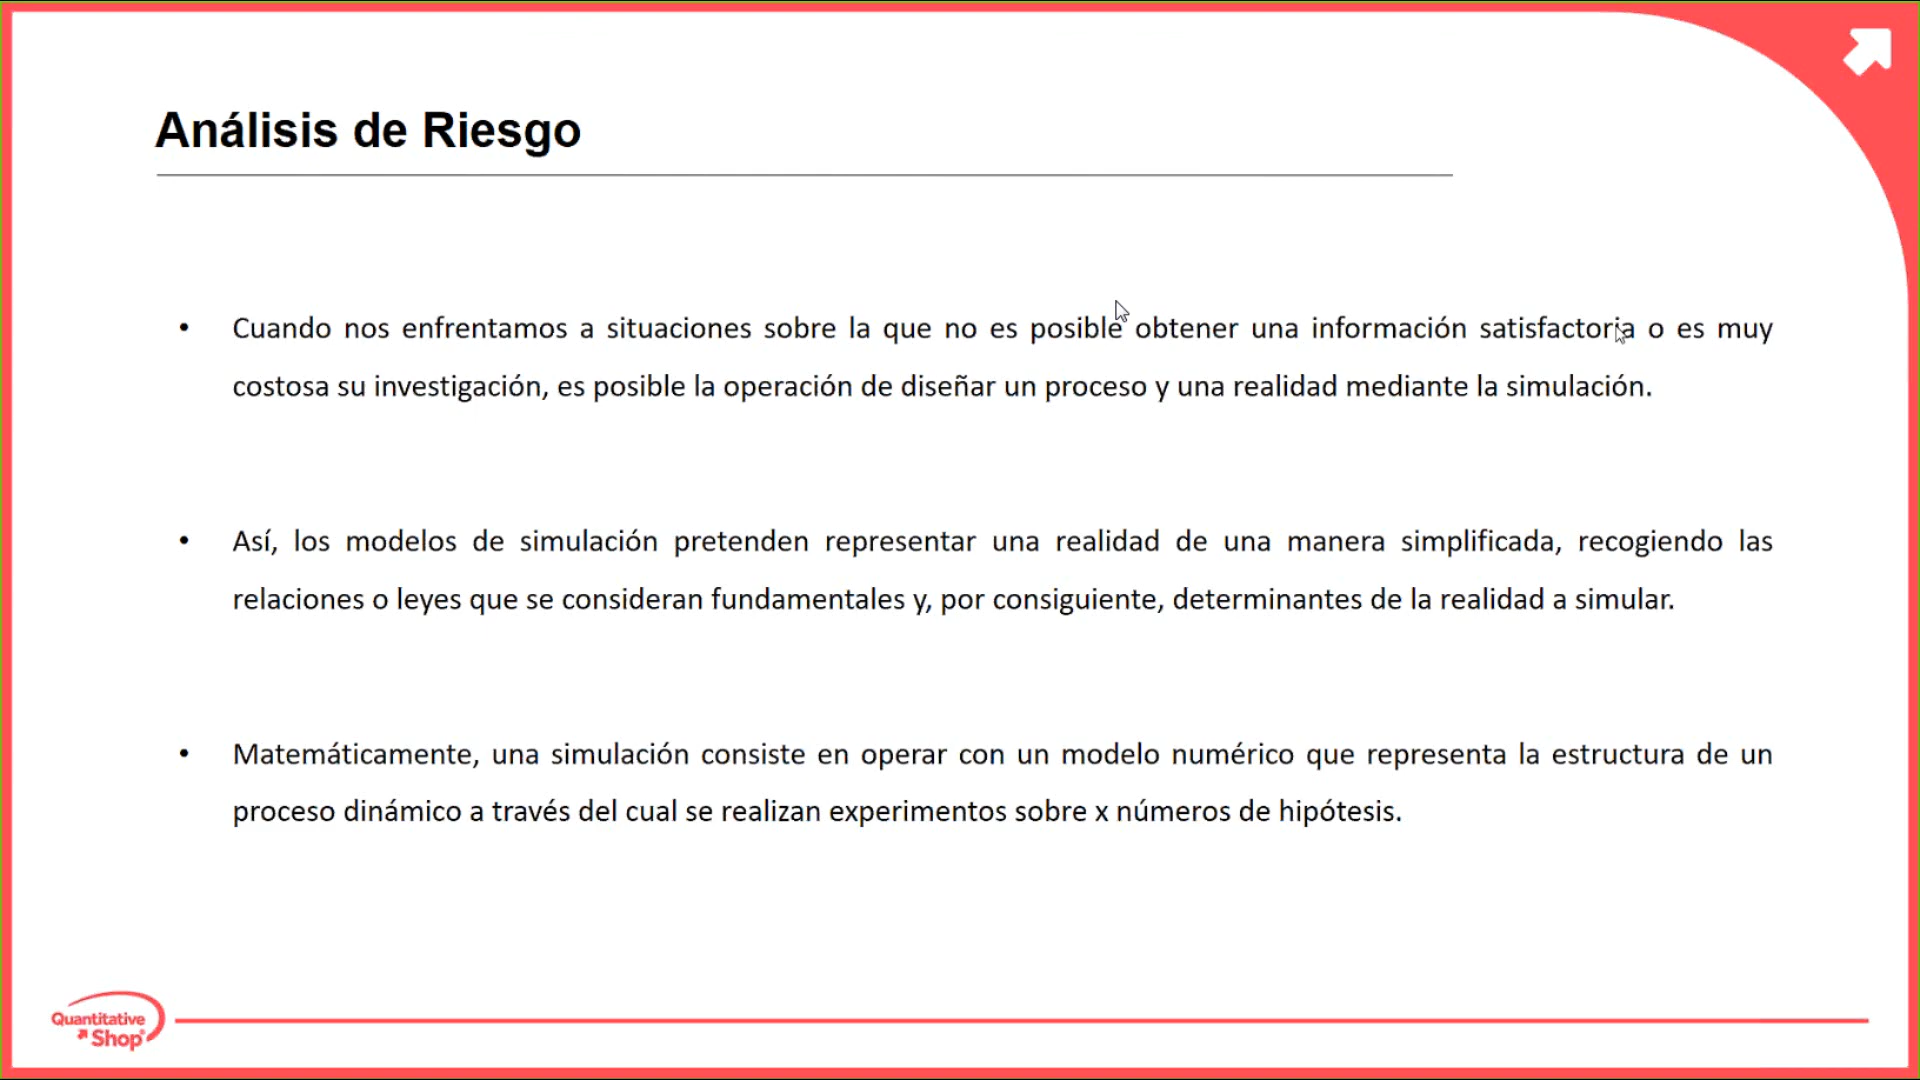 Análisis de Riesgo
• Cuando nos enfrentamos a situaciones sobre la que no es posible obtener una información satisfactoria o es muy
costosa su investigación, es posible la operación de diseñar un proceso y una realidad mediante la simulación.
• Así, los modelos de simulación pretenden representar una realidad de una manera simplificada, recogiendo las
relaciones o leyes que se consideran fundamentales y, por consiguiente, determinantes de la realidad a simular.
• Matemáticamente, una simulación consiste en operar con un modelo numérico que representa la estructura de un
proceso dinámico a través del cual se realizan experimentos sobre x números de hipótesis.
Quantitative
Shop®